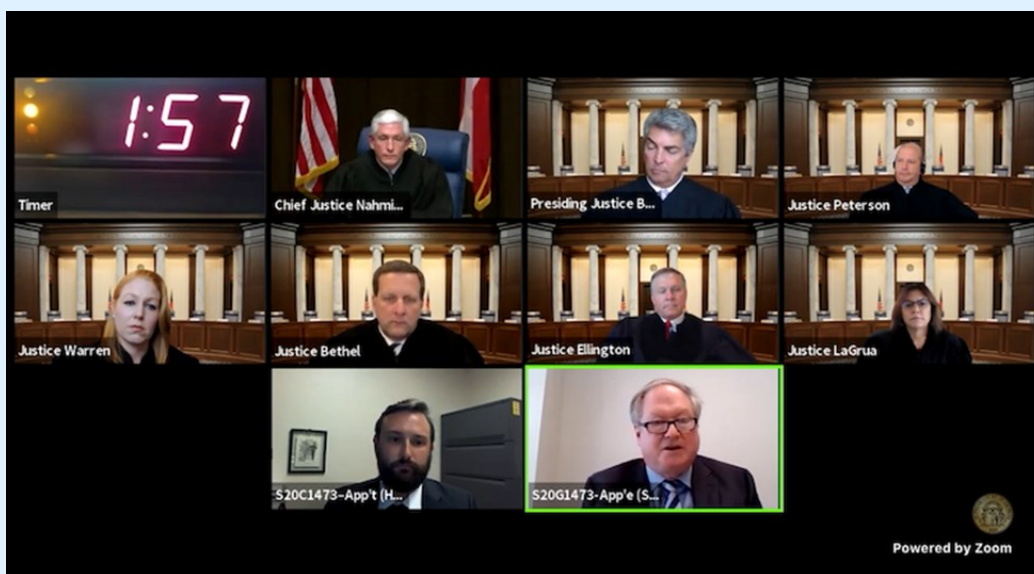 1:57
Timer
Chief Justice Nahmi...
Presiding Justice B...
Justice Peterson
Justice Warren
Justice Bethel
Justice Ellington
Justice LaGrua
S20C1473–App't (H...
S20G1473-App'e (S...
Powered by Zoom